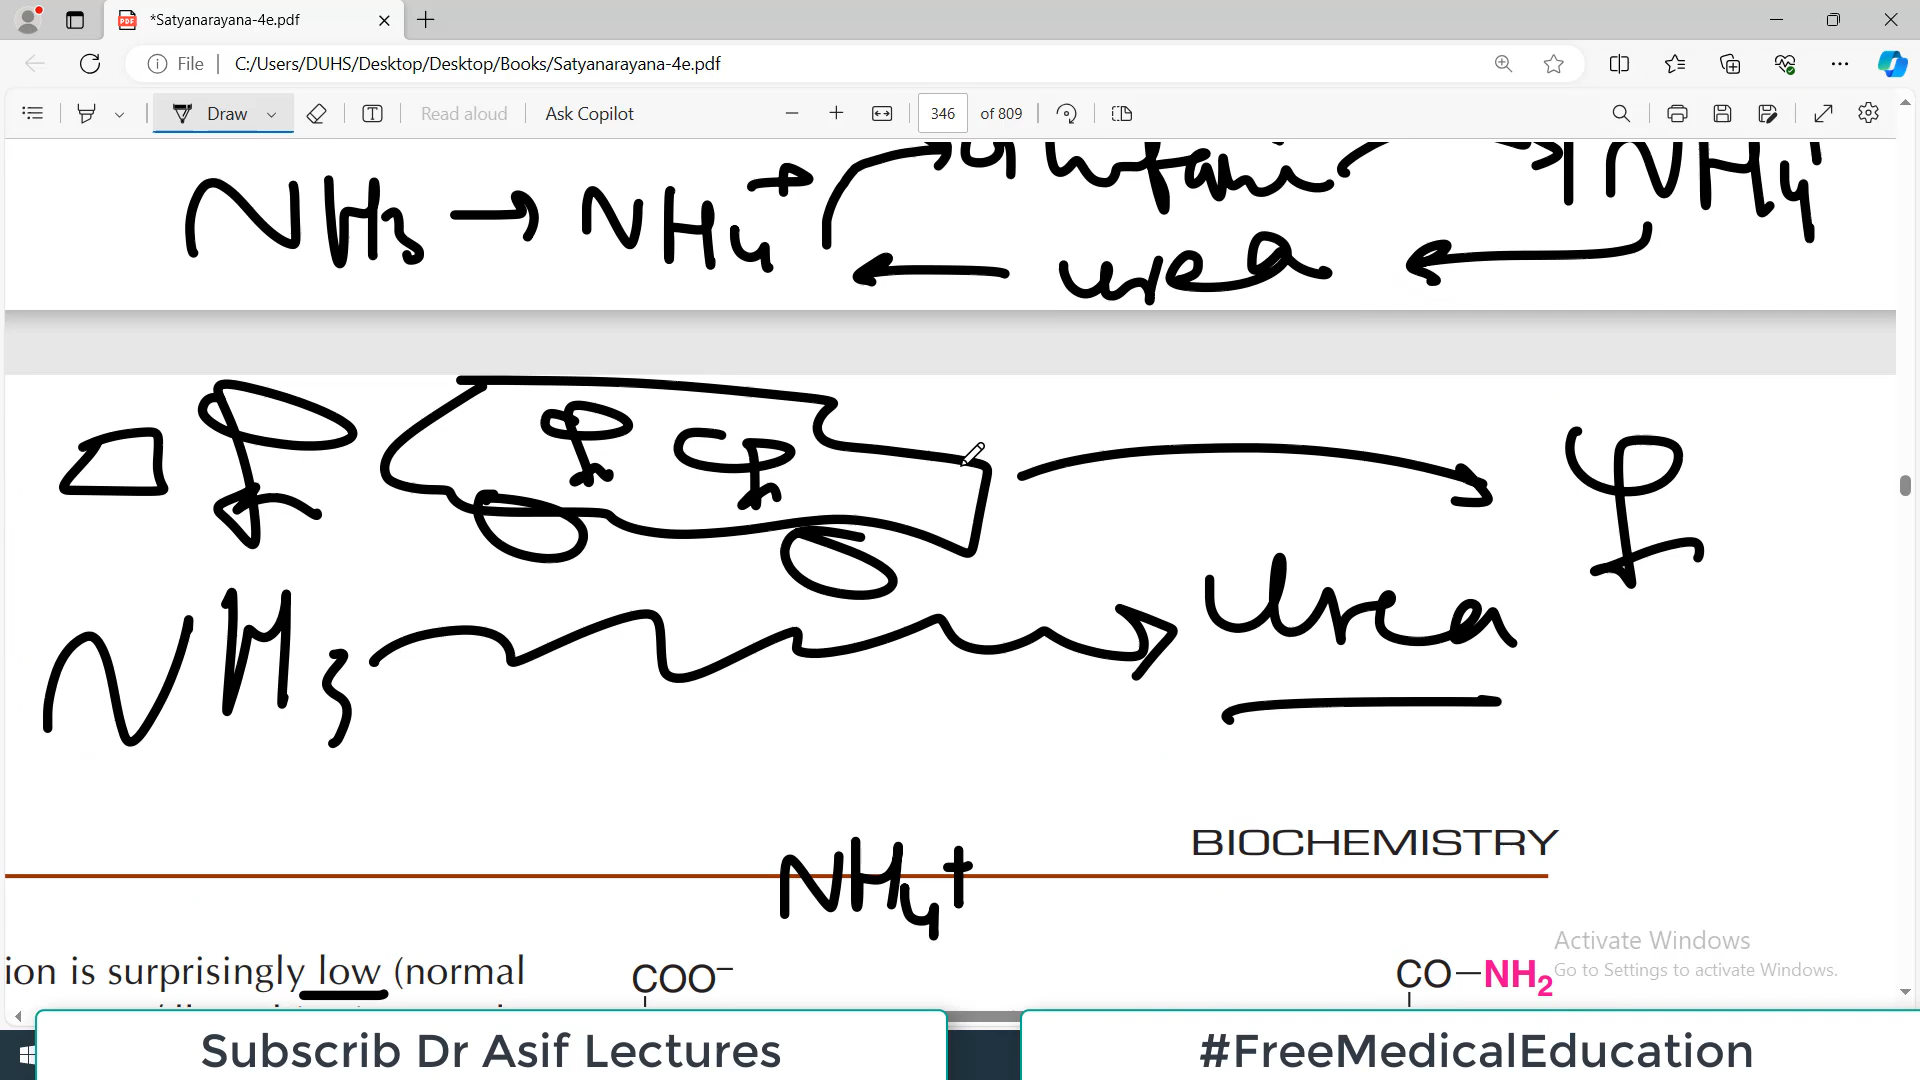 *Satyanarayana-4e.pdf
File C:/Users/DUHS/Desktop/Desktop/Books/Satyanarayana-4e.pdf
Draw Read aloud Ask Copilot 346 of 809
NH3 → NH4+ NH4+
← urea ←
NH3 → Urea
BIOCHEMISTRY
NH4+
Activate Windows
Go to Settings to activate Windows.
ion is surprisingly low (normal COO− CO−NH2
Subscrib Dr Asif Lectures #FreeMedicalEducation